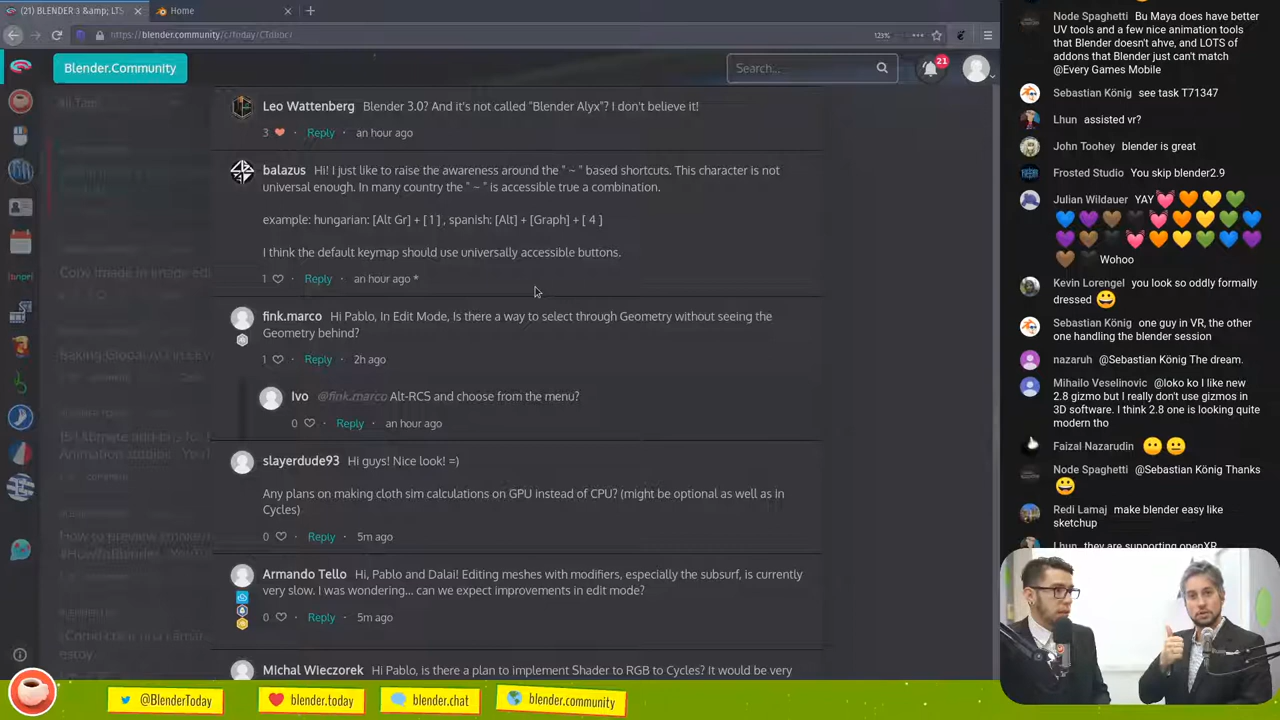 (21) BLENDER 3 &amp; LTS
Home
https://blender.community/c/today/CTdlbc/
123%
Blender.Community
Search...
21
Leo Wattenberg Blender 3.0? And it's not called "Blender Alyx"? I don't believe it!
3 Reply · an hour ago
balazus Hi! I just like to raise the awareness around the " ~ " based shortcuts. This character is not
universal enough. In many country the " ~ " is accessible true a combination.
example: hungarian: [Alt Gr] + [ 1] , spanish: [Alt] + [Graph] + [ 4 ]
I think the default keymap should use universally accessible buttons.
1 Reply · an hour ago *
fink.marco Hi Pablo, In Edit Mode, Is there a way to select through Geometry without seeing the
Geometry behind?
1 Reply · 2h ago
Ivo @fink.marco Alt-RCS and choose from the menu?
0 Reply · an hour ago
slayerdude93 Hi guys! Nice look! =)
Any plans on making cloth sim calculations on GPU instead of CPU? (might be optional as well as in
Cycles)
0 Reply · 5m ago
Armando Tello Hi, Pablo and Dalai! Editing meshes with modifiers, especially the subsurf, is currently
very slow. I was wondering... can we expect improvements in edit mode?
0 Reply · 5m ago
Michal Wieczorek Hi Pablo, is there a plan to implement Shader to RGB to Cycles? It would be very
Copy image in image edi
Animation studios - YouT
estoy..
Node Spaghetti Bu Maya does have better
UV tools and a few nice animation tools
that Blender doesn't ahve, and LOTS of
addons that Blender just can't match
@Every Games Mobile
Sebastian König see task T71347
Lhun assisted vr?
John Toohey blender is great
Frosted Studio You skip blender2.9
Julian Wildauer YAY
Wohoo
Kevin Lorengel you look so oddly formally
dressed
Sebastian König one guy in VR, the other
one handling the blender session
nazaruh @Sebastian König The dream.
Mihailo Veselinovic @loko ko I like new
2.8 gizmo but I really don't use gizmos in
3D software. I think 2.8 one is looking quite
modern tho
Faizal Nazarudin
Node Spaghetti @Sebastian König Thanks
Redi Lamaj make blender easy like
sketchup
Lhun they are supporting openXR
@BlenderToday
blender.today
blender.chat
blender.community